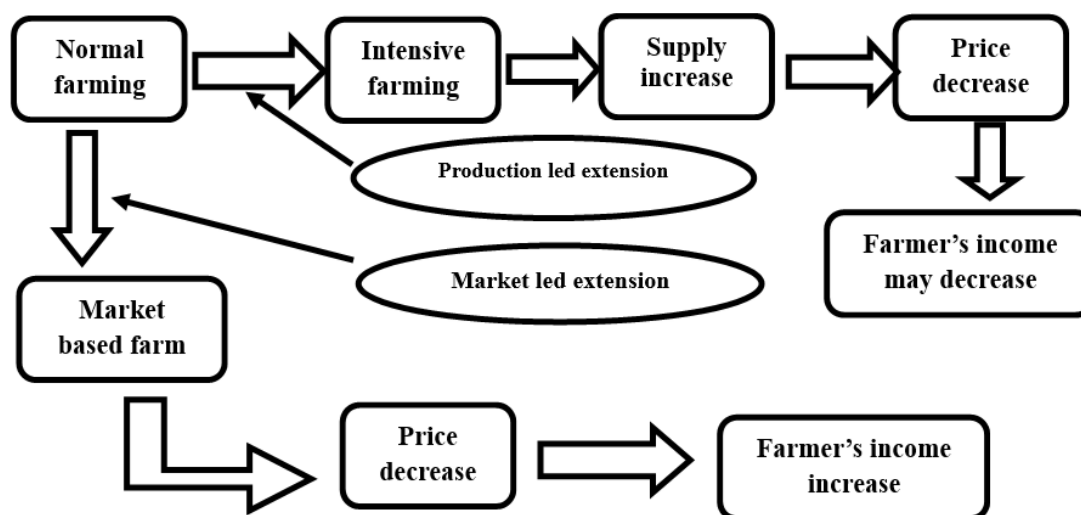 Normal
farming
Intensive
farming
Supply
increase
Price
decrease
Production led extension
Market led extension
Farmer’s income
may decrease
Market
based farm
Price
decrease
Farmer’s income
increase